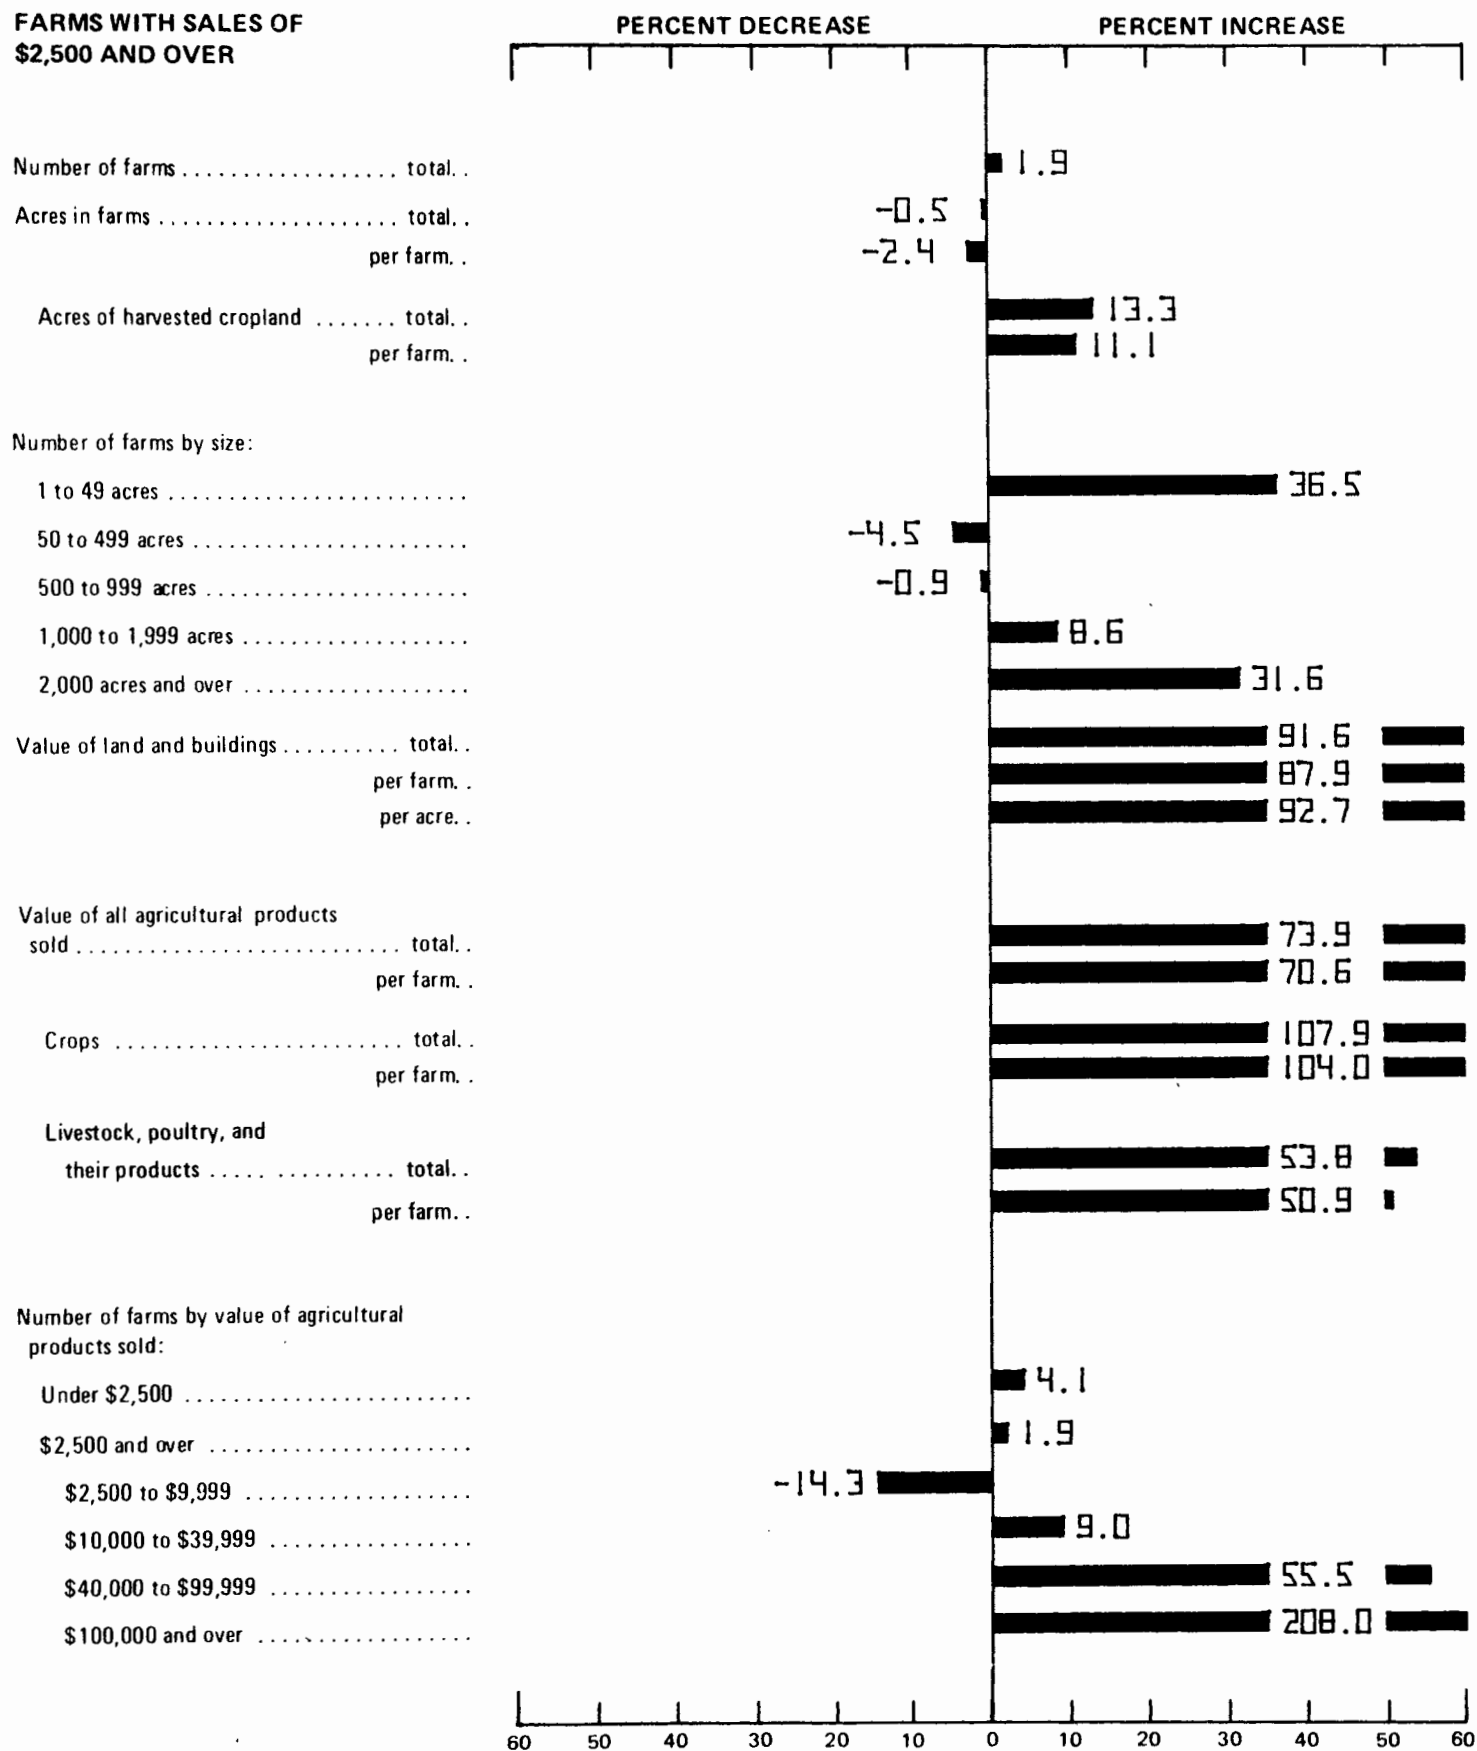 FARMS WITH SALES OF
$2,500 AND OVER
PERCENT DECREASE PERCENT INCREASE
Number of farms .................. total.. 1.9
Acres in farms .................... total.. -0.5
per farm.. -2.4
Acres of harvested cropland ....... total.. 13.3
per farm.. 11.1
Number of farms by size:
1 to 49 acres ......................... 36.5
50 to 499 acres ....................... -4.5
500 to 999 acres ...................... -0.9
1,000 to 1,999 acres ................... 8.6
2,000 acres and over ................... 31.6
Value of land and buildings .......... total.. 91.6
per farm.. 87.9
per acre.. 92.7
Value of all agricultural products
sold ........................... total.. 73.9
per farm.. 70.6
Crops ........................ total.. 107.9
per farm.. 104.0
Livestock, poultry, and
their products ..... .......... total.. 53.8
per farm.. 50.9
Number of farms by value of agricultural
products sold:
Under $2,500 ........................ 4.1
$2,500 and over ...................... 1.9
$2,500 to $9,999 ................... -14.3
$10,000 to $39,999 ................. 9.0
$40,000 to $99,999 ................. 55.5
$100,000 and over .................. 208.0
60 50 40 30 20 10 0 10 20 30 40 50 60